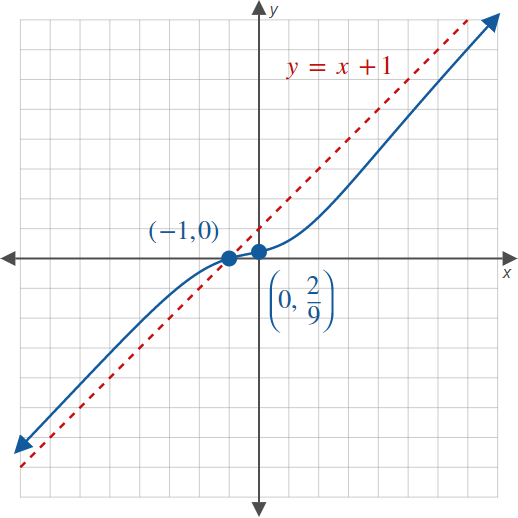 y
y = x + 1
(−1,0)
x
(0, 2/9)